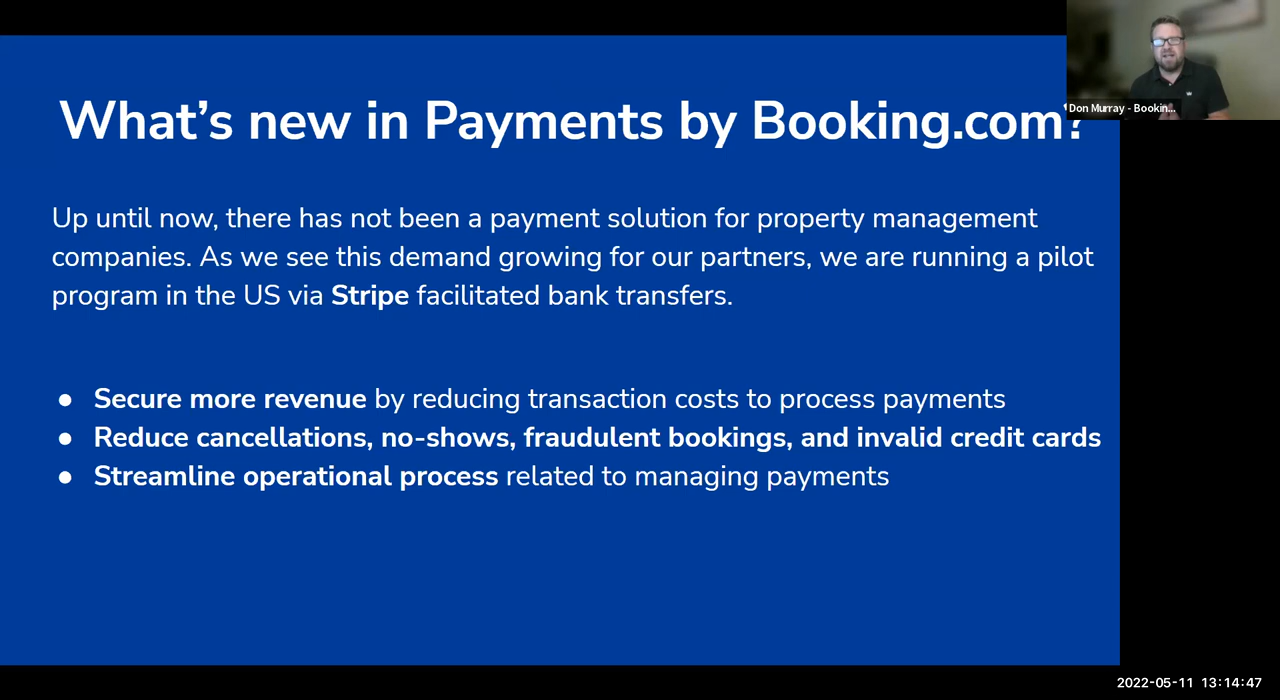 What's new in Payments by Booking.com?
Don Murray - Bookin...
Up until now, there has not been a payment solution for property management
companies. As we see this demand growing for our partners, we are running a pilot
program in the US via Stripe facilitated bank transfers.
● Secure more revenue by reducing transaction costs to process payments
● Reduce cancellations, no-shows, fraudulent bookings, and invalid credit cards
● Streamline operational process related to managing payments
2022-05-11 13:14:47